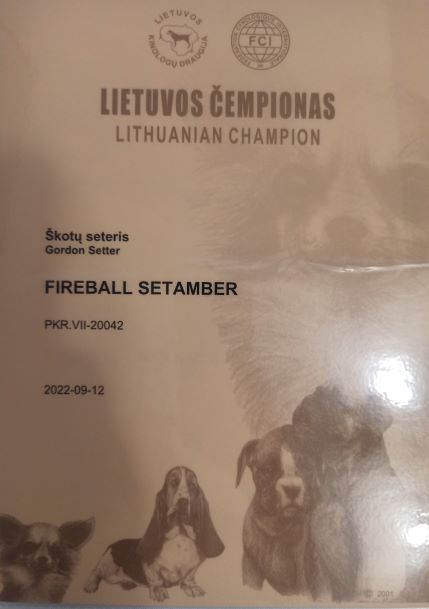 LIETUVOS
KINOLOGŲ DRAUGIJA
FCI
LIETUVOS ČEMPIONAS
LITHUANIAN CHAMPION
Škotų seteris
Gordon Setter
FIREBALL SETAMBER
PKR.VII-20042
2022-09-12
© 2001